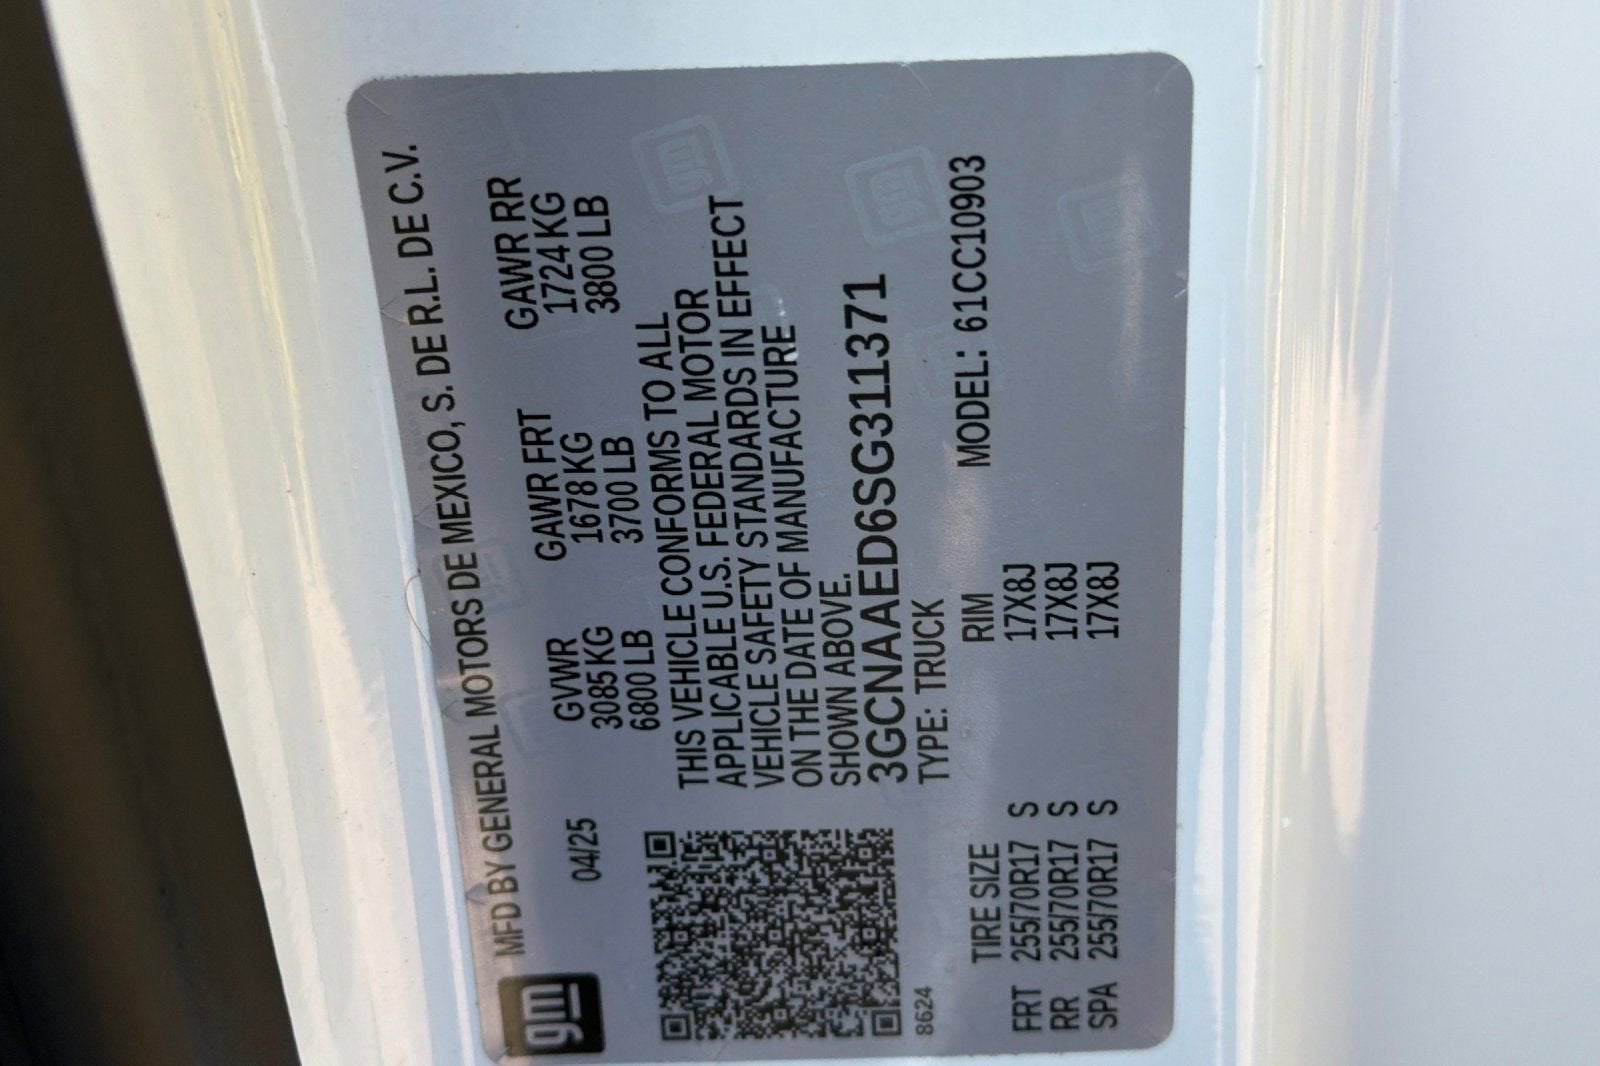 gm MFD BY GENERAL MOTORS DE MEXICO, S. DE R.L. DE C.V.
04/25 GVWR GAWR FRT GAWR RR
3085 KG 1678 KG 1724 KG
6800 LB 3700 LB 3800 LB
THIS VEHICLE CONFORMS TO ALL
APPLICABLE U.S. FEDERAL MOTOR
VEHICLE SAFETY STANDARDS IN EFFECT
ON THE DATE OF MANUFACTURE
SHOWN ABOVE.
3GCNAAED6SG311371
8624 TYPE: TRUCK MODEL: 61CC10903
TIRE SIZE RIM
FRT 255/70R17 S 17X8J
RR 255/70R17 S 17X8J
SPA 255/70R17 S 17X8J